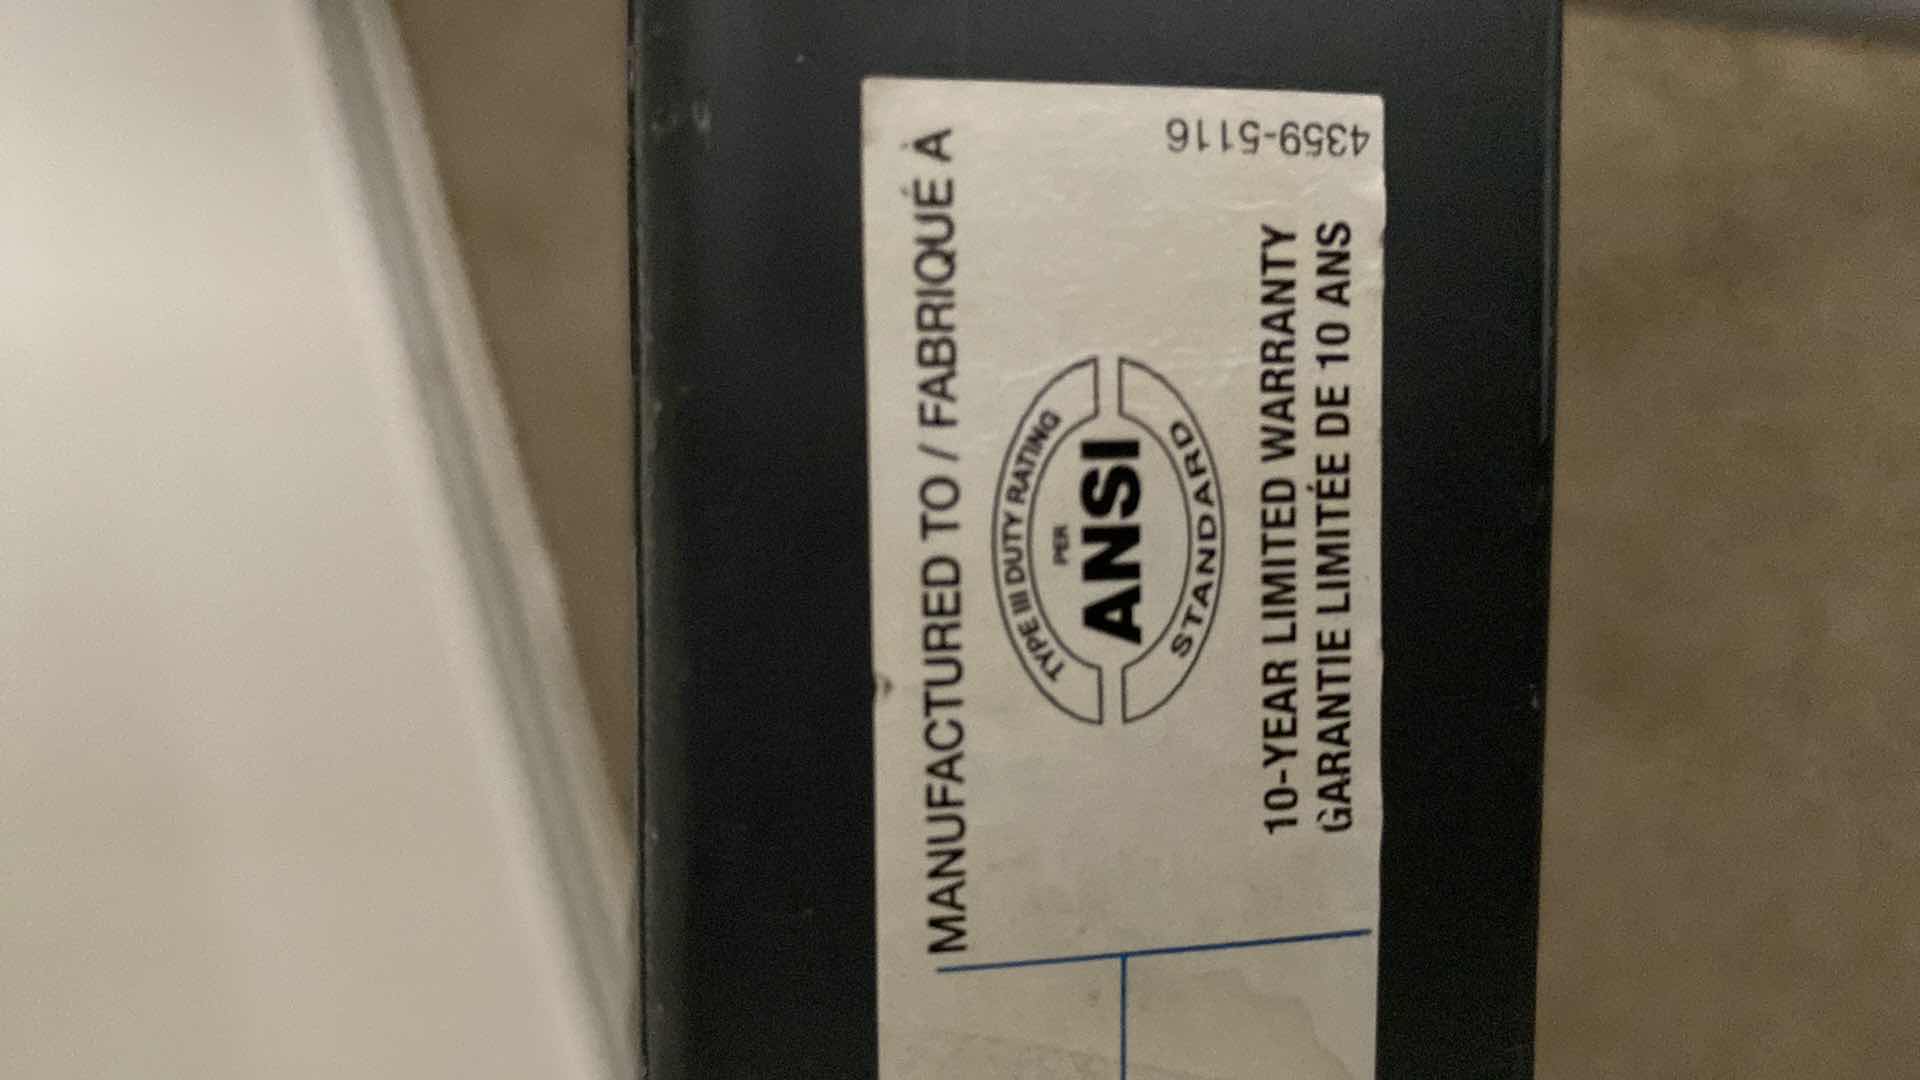 MANUFACTURED TO / FABRIQUÉ À
TYPE III DUTY RATING
PER
ANSI
STANDARD
10-YEAR LIMITED WARRANTY
GARANTIE LIMITÉE DE 10 ANS
4359-5116